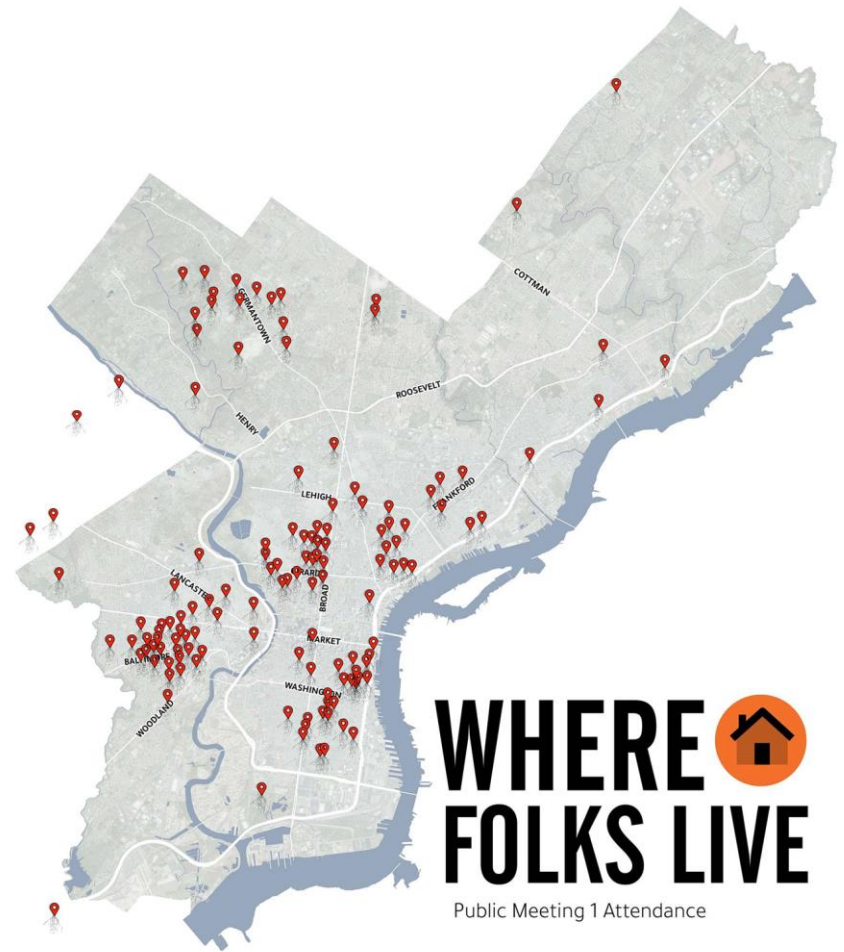 COTTMAN
GERMANTOWN
ROOSEVELT
HENRY
LEHIGH
FRANKFORD
LANCASTER
GIRARD
BROAD
MARKET
BALTIMORE
WASHINGTON
WOODLAND
WHERE
FOLKS LIVE
Public Meeting 1 Attendance